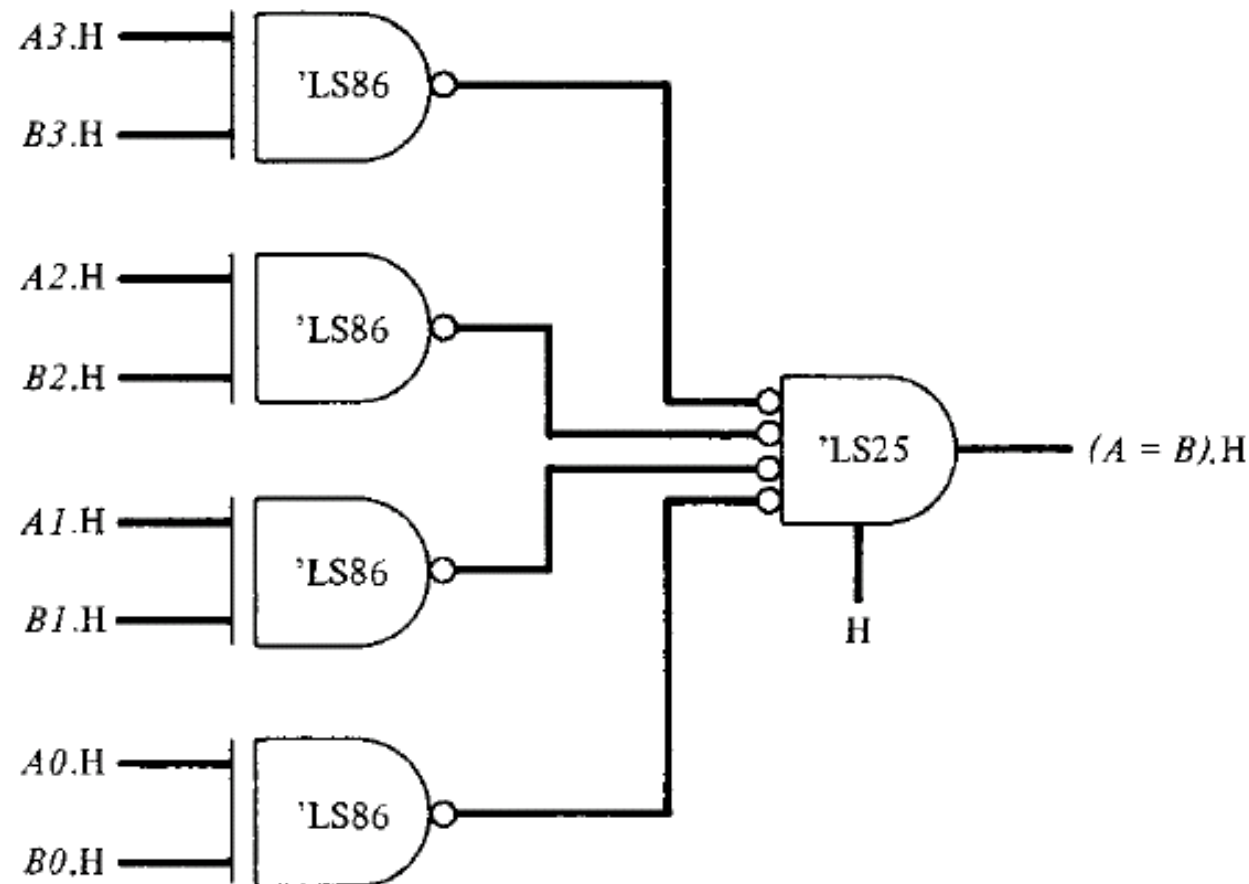 A3.H
'LS86
B3.H
A2.H
'LS86
B2.H
'LS25
(A = B).H
A1.H
'LS86
B1.H
H
A0.H
'LS86
B0.H